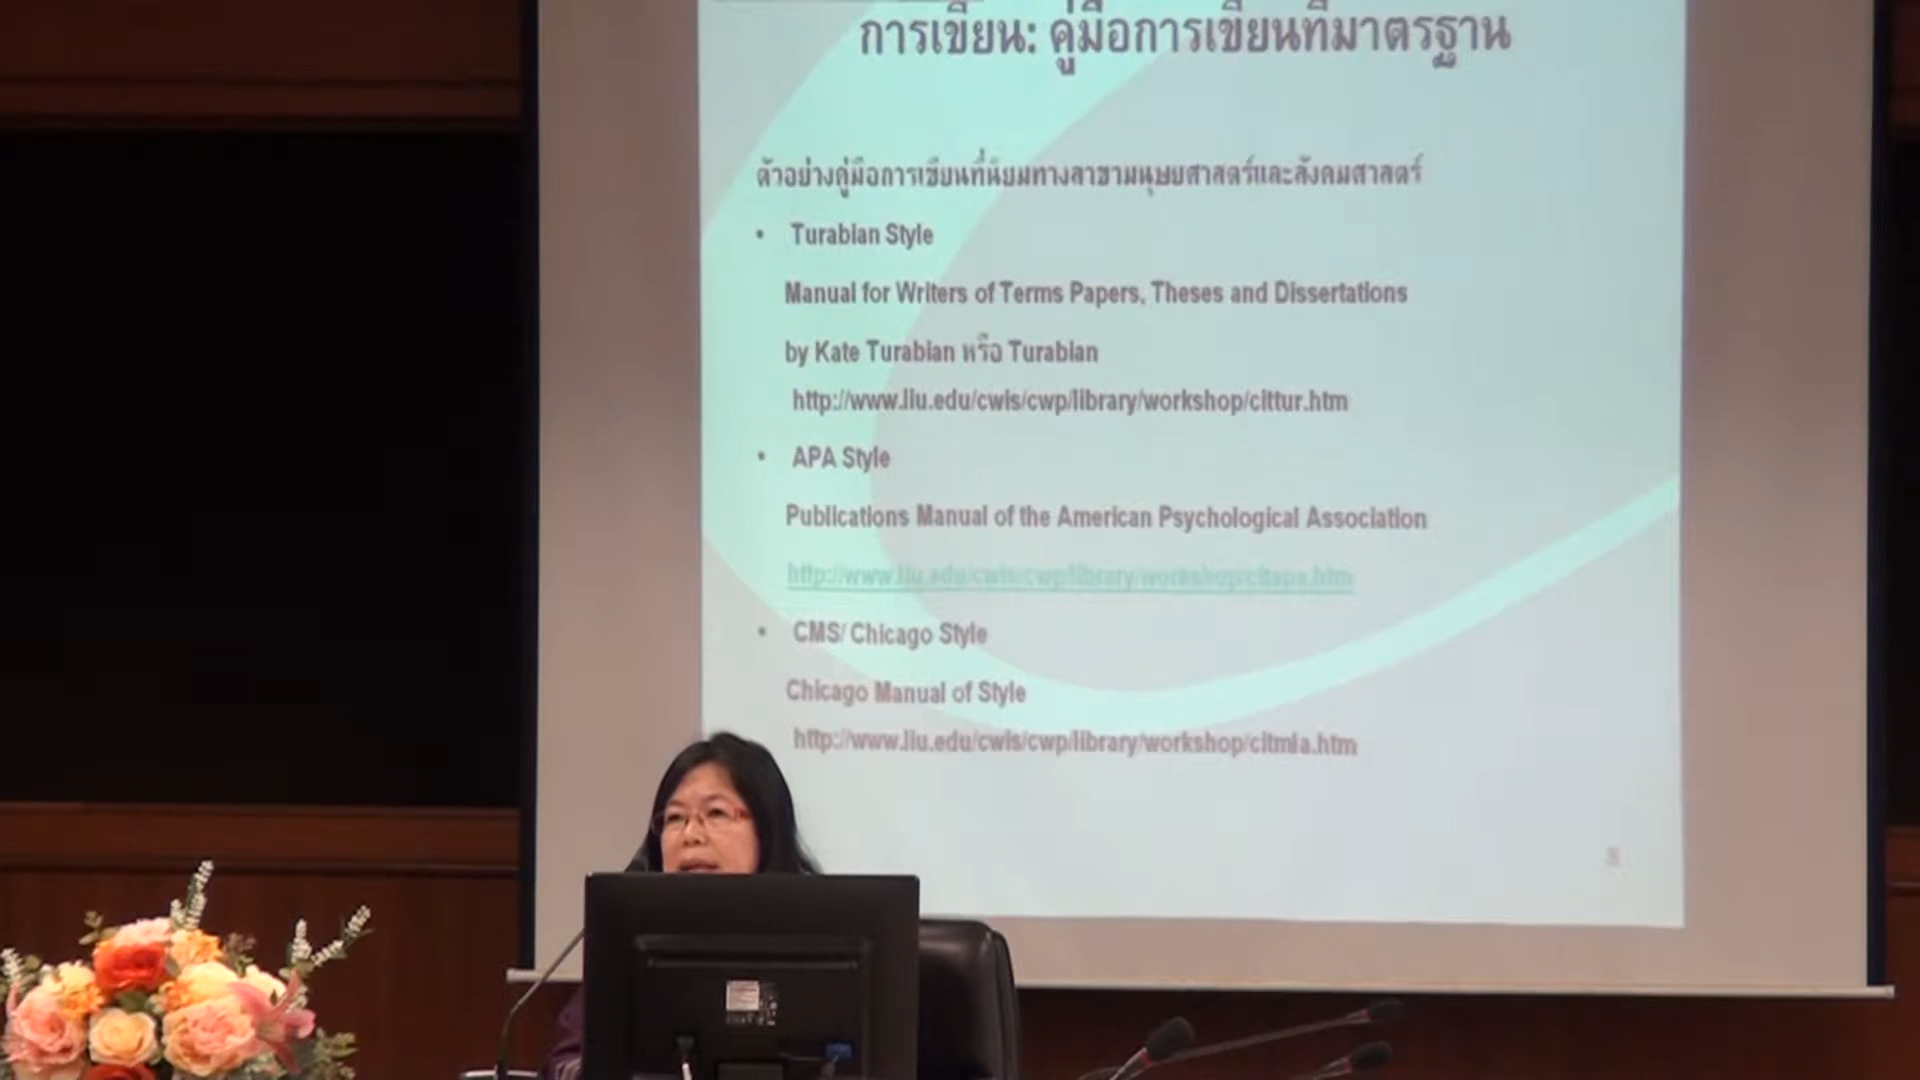 การเขียน: คู่มือการเขียนที่มาตรฐาน
ตัวอย่างคู่มือการเขียนที่นิยมทางสาขามนุษยศาสตร์และสังคมศาสตร์
• Turabian Style
Manual for Writers of Terms Papers, Theses and Dissertations
by Kate Turabian หรือ Turabian
http://www.liu.edu/cwis/cwp/library/workshop/cittur.htm
• APA Style
Publications Manual of the American Psychological Association
http://www.liu.edu/cwis/cwp/library/workshop/citapa.htm
• CMS/ Chicago Style
Chicago Manual of Style
http://www.liu.edu/cwis/cwp/library/workshop/citmla.htm